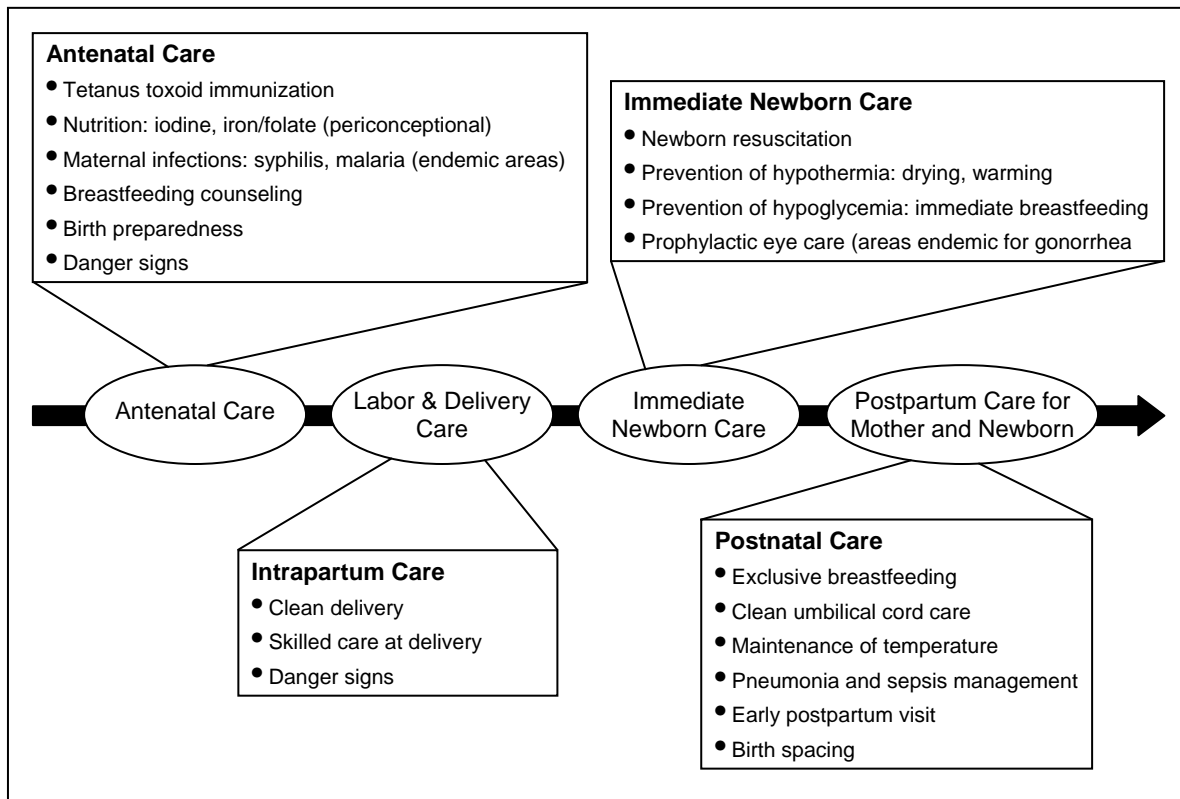 Antenatal Care
• Tetanus toxoid immunization
• Nutrition: iodine, iron/folate (periconceptional)
• Maternal infections: syphilis, malaria (endemic areas)
• Breastfeeding counseling
• Birth preparedness
• Danger signs
Immediate Newborn Care
• Newborn resuscitation
• Prevention of hypothermia: drying, warming
• Prevention of hypoglycemia: immediate breastfeeding
• Prophylactic eye care (areas endemic for gonorrhea
Antenatal Care
Labor & Delivery
Care
Immediate
Newborn Care
Postpartum Care for
Mother and Newborn
Intrapartum Care
• Clean delivery
• Skilled care at delivery
• Danger signs
Postnatal Care
• Exclusive breastfeeding
• Clean umbilical cord care
• Maintenance of temperature
• Pneumonia and sepsis management
• Early postpartum visit
• Birth spacing